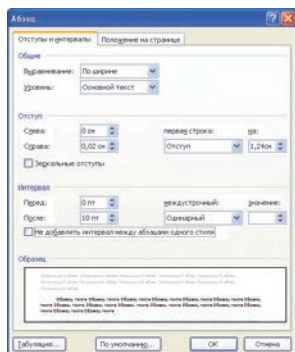 Абзац
Отступы и интервалы Положение на странице
Общие
Выравнивание: По ширине
Уровень: Основной текст
Отступ
Слева: 0 см первая строка: на:
Справа: 0,02 см Отступ 1,24см
Зеркальные отступы
Интервал
Перед: 0 пт междустрочный: значение:
После: 10 пт Одинарный
Не добавлять интервал между абзацами одного стиля
Образец
Табуляция... По умолчанию... ОК Отмена